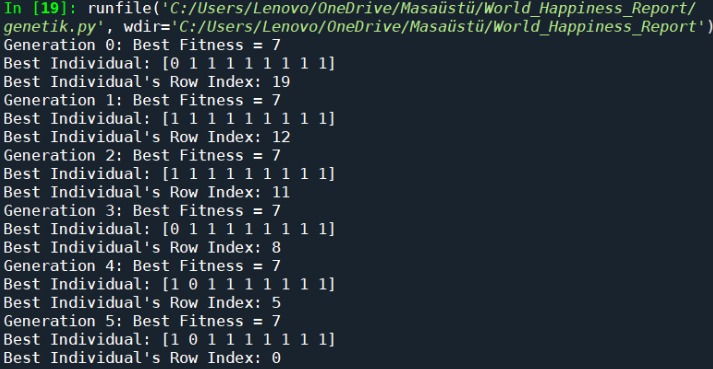 In [19]: runfile('C:/Users/Lenovo/OneDrive/Masaüstü/World_Happiness_Report/
genetik.py', wdir='C:/Users/Lenovo/OneDrive/Masaüstü/World_Happiness_Report')
Generation 0: Best Fitness = 7
Best Individual: [0 1 1 1 1 1 1 1 1]
Best Individual's Row Index: 19
Generation 1: Best Fitness = 7
Best Individual: [1 1 1 1 1 1 1 1 1]
Best Individual's Row Index: 12
Generation 2: Best Fitness = 7
Best Individual: [1 1 1 1 1 1 1 1 1]
Best Individual's Row Index: 11
Generation 3: Best Fitness = 7
Best Individual: [0 1 1 1 1 1 1 1 1]
Best Individual's Row Index: 8
Generation 4: Best Fitness = 7
Best Individual: [1 0 1 1 1 1 1 1 1]
Best Individual's Row Index: 5
Generation 5: Best Fitness = 7
Best Individual: [1 0 1 1 1 1 1 1 1]
Best Individual's Row Index: 0